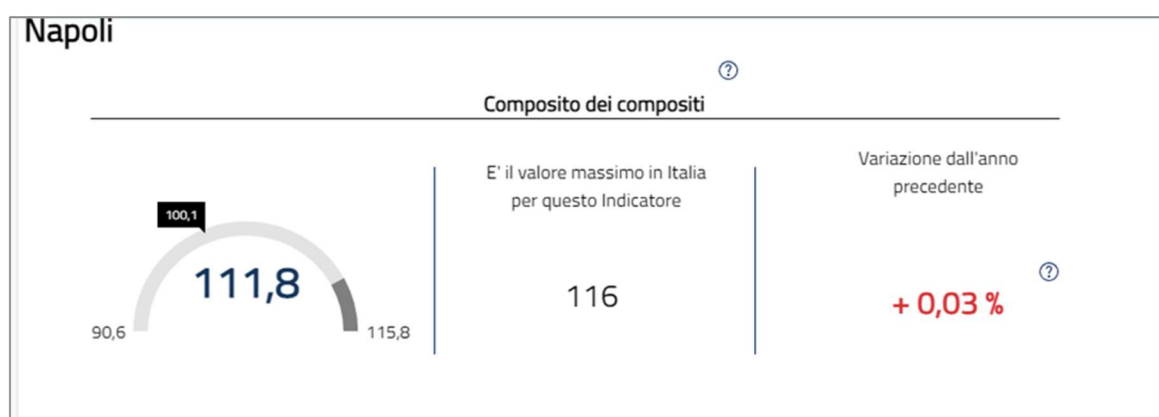 Napoli
Composito dei compositi
100,1
111,8
90,6
115,8
E' il valore massimo in Italia
per questo Indicatore
116
Variazione dall'anno
precedente
+ 0,03 %